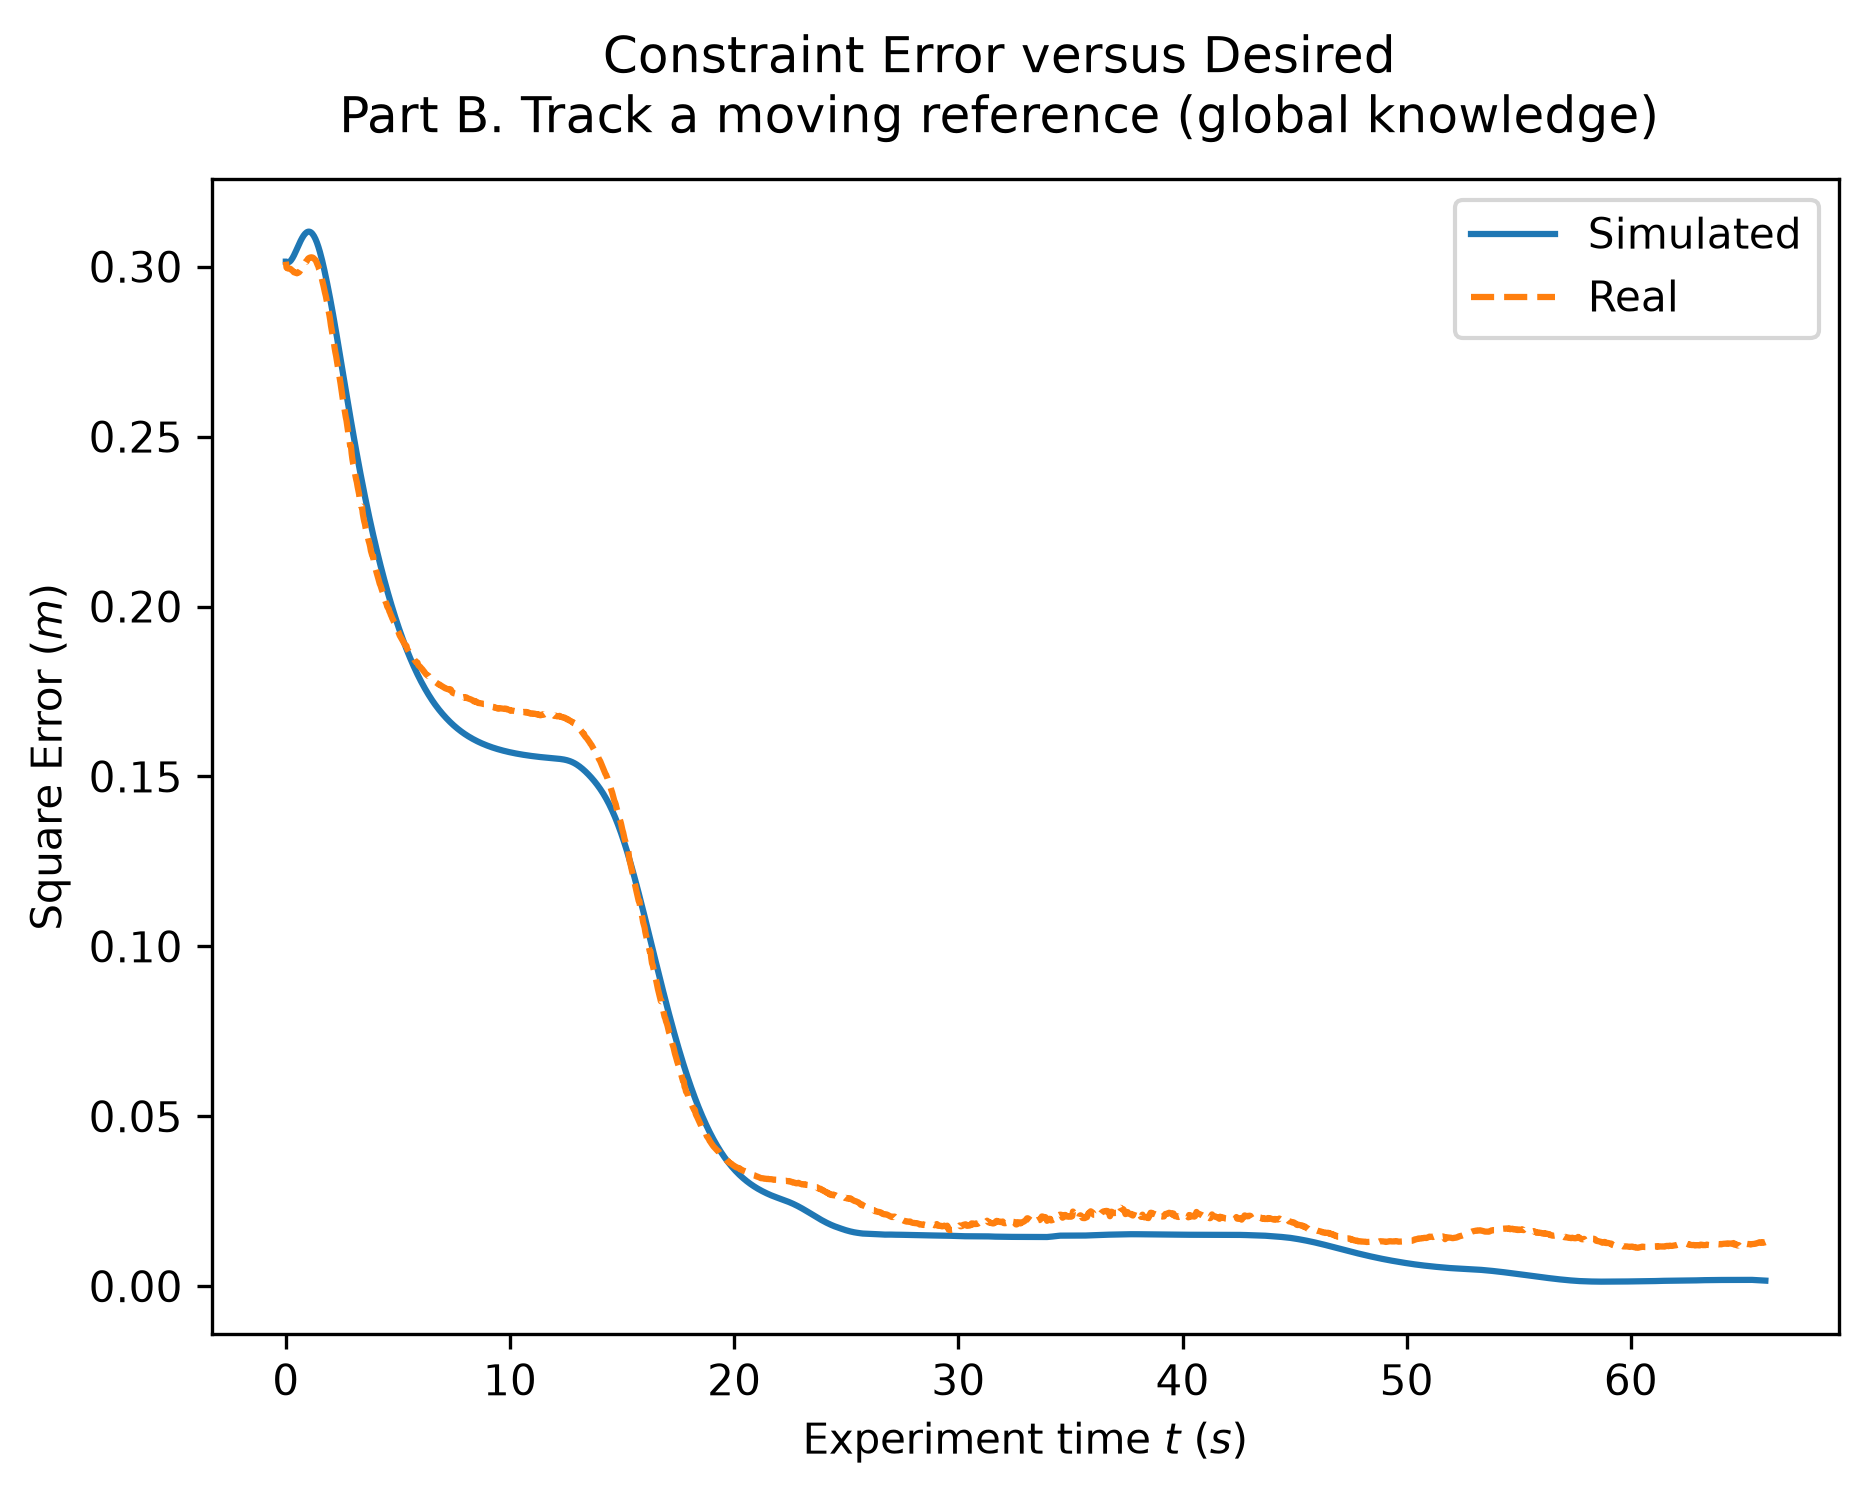 Constraint Error versus Desired
Part B. Track a moving reference (global knowledge)
Simulated
Real
Square Error (m)
0.30
0.25
0.20
0.15
0.10
0.05
0.00
0 10 20 30 40 50 60
Experiment time t (s)